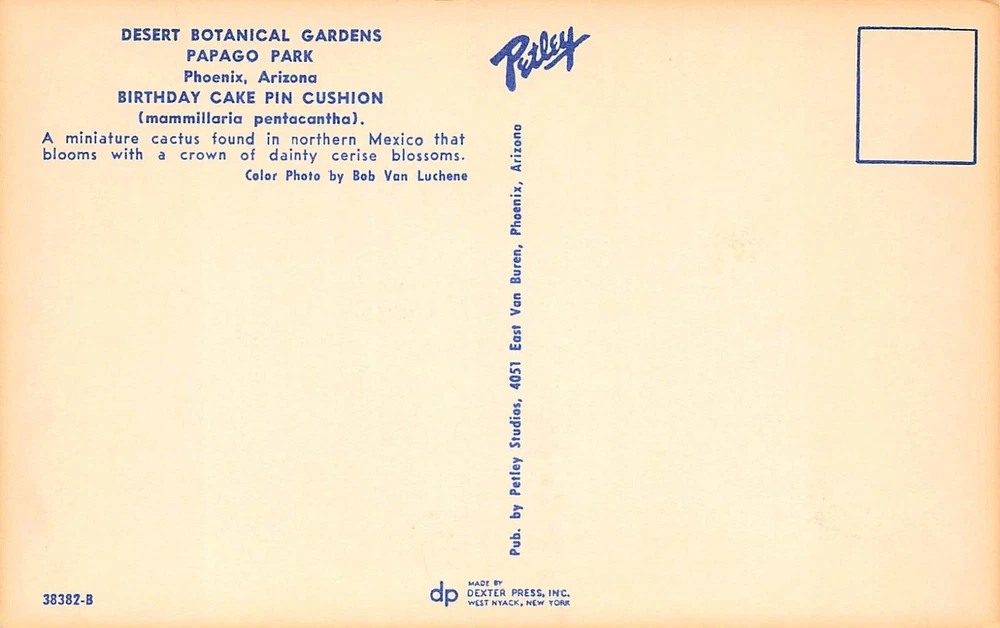 DESERT BOTANICAL GARDENS
PAPAGO PARK
Phoenix, Arizona
BIRTHDAY CAKE PIN CUSHION
(mammillaria pentacantha).
A miniature cactus found in northern Mexico that
blooms with a crown of dainty cerise blossoms.
Color Photo by Bob Van Luchene
Petley
Pub. by Petley Studios, 4051 East Van Buren, Phoenix, Arizona
38382-B
dp
MADE BY
DEXTER PRESS, INC.
WEST NYACK, NEW YORK